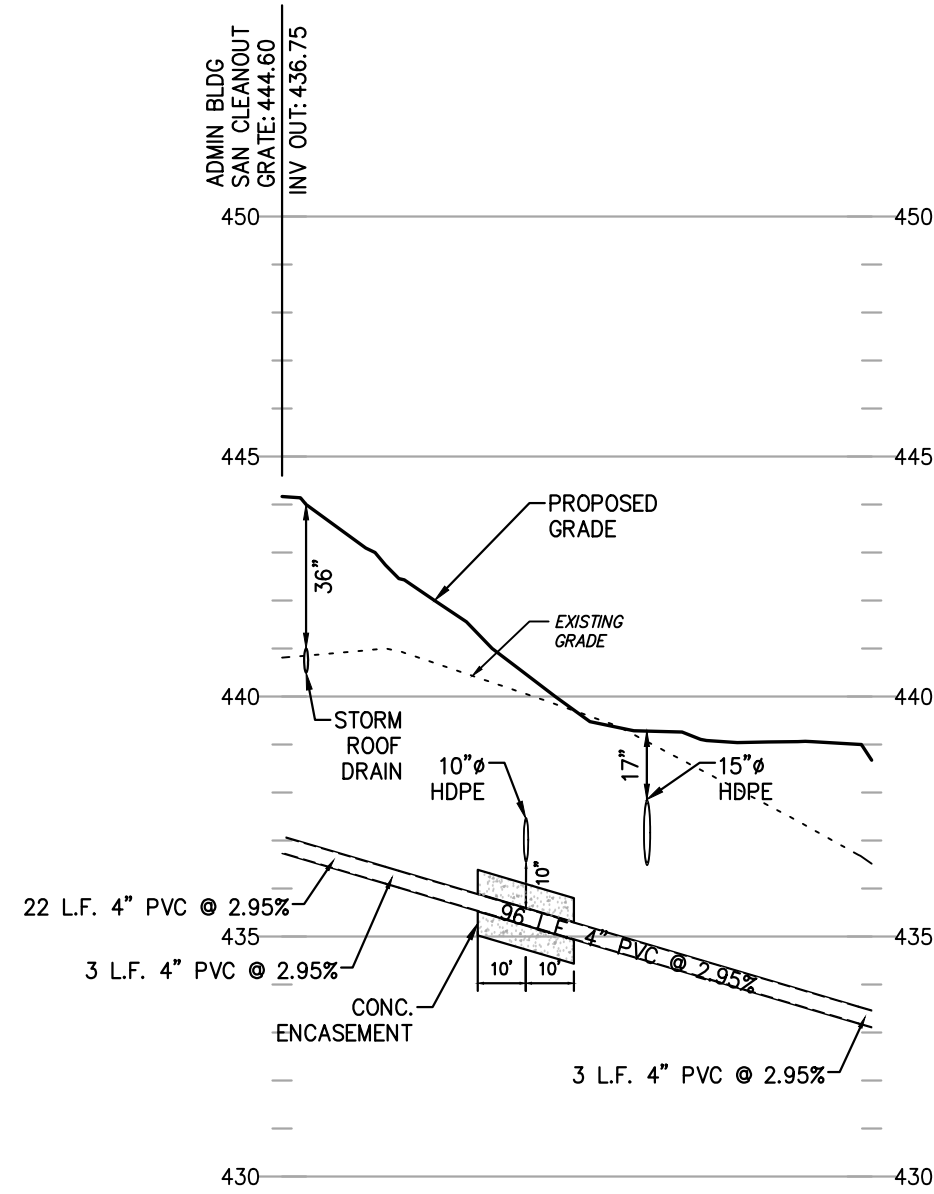 ADMIN BLDG
SAN CLEANOUT
GRATE: 444.60
INV OUT: 436.75
450 450
445 445
PROPOSED
GRADE
36"
EXISTING
GRADE
440 440
STORM
ROOF
DRAIN
10"ø
HDPE
17"
15"ø
HDPE
10"
22 L.F. 4" PVC @ 2.95%
96 LF 4" PVC @ 2.95%
435 435
3 L.F. 4" PVC @ 2.95%
10' 10'
CONC.
ENCASEMENT
3 L.F. 4" PVC @ 2.95%
430 430